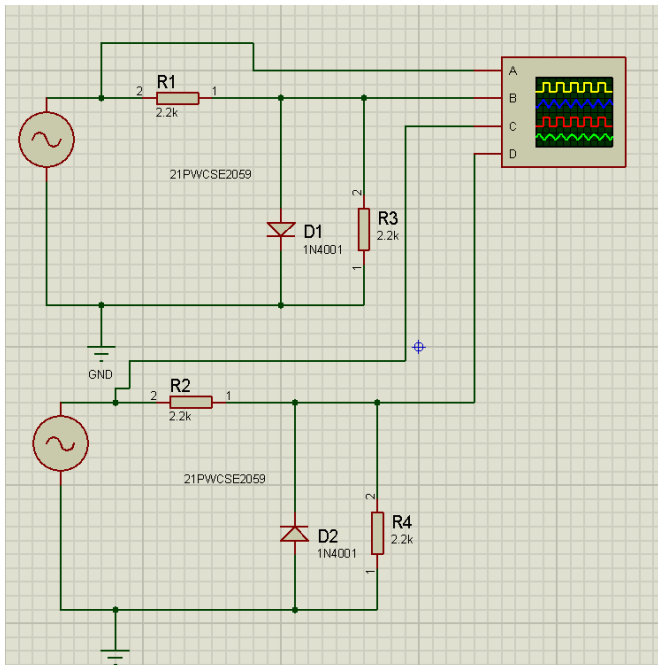 A
R1
2
1
B
2.2k
C
D
21PWCSE2059
2
R3
2.2k
D1
1N4001
1
GND
R2
2
1
2.2k
21PWCSE2059
2
R4
2.2k
D2
1N4001
1